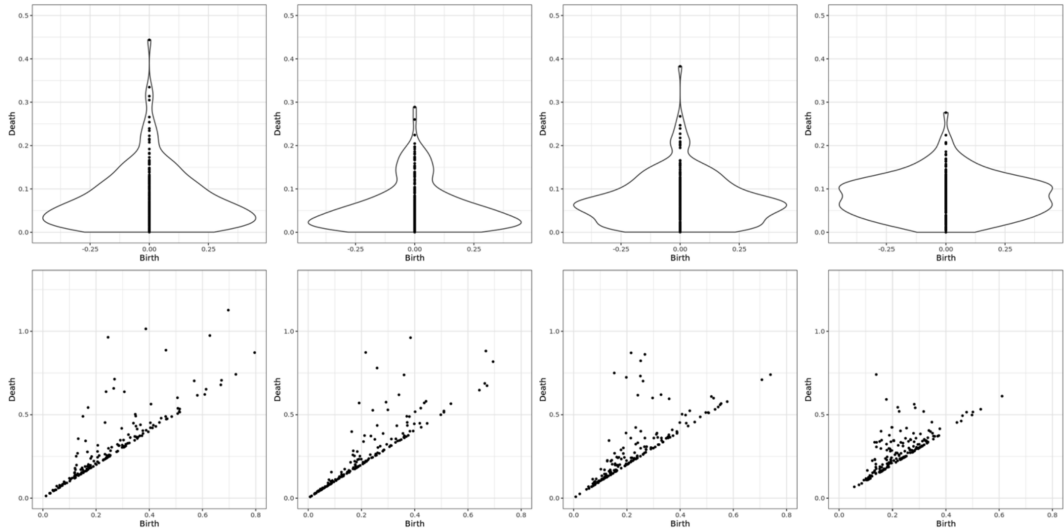 0.5 0.5 0.5 0.5
0.4 0.4 0.4 0.4
0.3 0.3 0.3 0.3
Death Death Death Death
0.2 0.2 0.2 0.2
0.1 0.1 0.1 0.1
0.0 0.0 0.0 0.0
-0.25 0.00 0.25 -0.25 0.00 0.25 -0.25 0.00 0.25 -0.25 0.00 0.25
Birth Birth Birth Birth
1.0 1.0 1.0 1.0
Death Death Death Death
0.5 0.5 0.5 0.5
0.0 0.0 0.0 0.0
0.0 0.2 0.4 0.6 0.8 0.0 0.2 0.4 0.6 0.8 0.0 0.2 0.4 0.6 0.8 0.0 0.2 0.4 0.6 0.8
Birth Birth Birth Birth